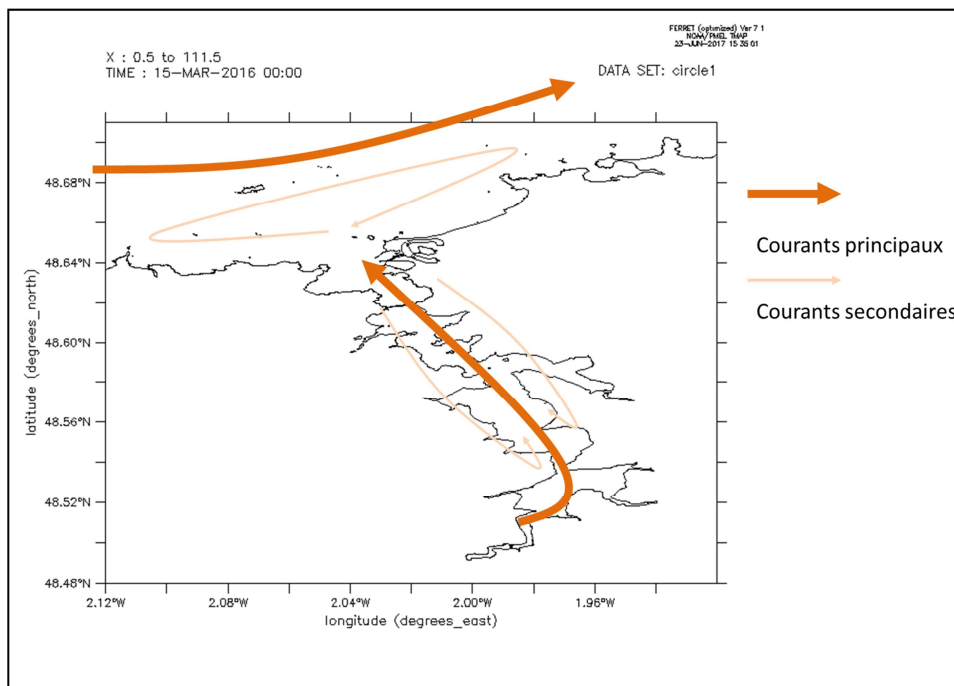 FERRET (optimized) Ver 7.1
NOAA/PMEL TMAP
23-JUN-2017 15:35:01
X : 0.5 to 111.5
TIME : 15-MAR-2016 00:00
DATA SET: circle1
48.68°N
48.64°N
48.60°N
48.56°N
48.52°N
48.48°N
latitude (degrees_north)
2.12°W 2.08°W 2.04°W 2.00°W 1.96°W
longitude (degrees_east)
Courants principaux
Courants secondaires